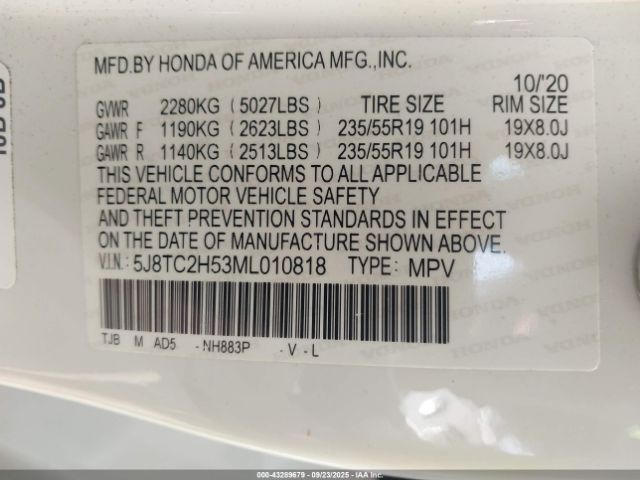 MFD.BY HONDA OF AMERICA MFG.,INC.
10/'20
GVWR 2280KG (5027LBS) TIRE SIZE RIM SIZE
GAWR F 1190KG (2623LBS) 235/55R19 101H 19X8.0J
GAWR R 1140KG (2513LBS) 235/55R19 101H 19X8.0J
THIS VEHICLE CONFORMS TO ALL APPLICABLE
FEDERAL MOTOR VEHICLE SAFETY
AND THEFT PREVENTION STANDARDS IN EFFECT
ON THE DATE OF MANUFACTURE SHOWN ABOVE.
V.I.N.: 5J8TC2H53ML010818 TYPE: MPV
TJB M AD5 - NH883P - V - L
000-43289679 | 09/23/2025 | IAAI.COM